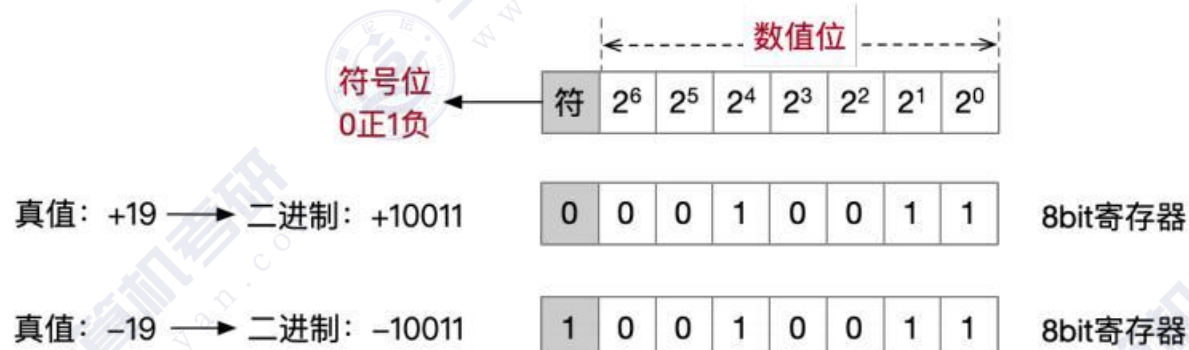 数值位
符号位
0正1负
符 2⁶ 2⁵ 2⁴ 2³ 2² 2¹ 2⁰
真值：+19 二进制：+10011 0 0 0 1 0 0 1 1 8bit寄存器
真值：–19 二进制：–10011 1 0 0 1 0 0 1 1 8bit寄存器